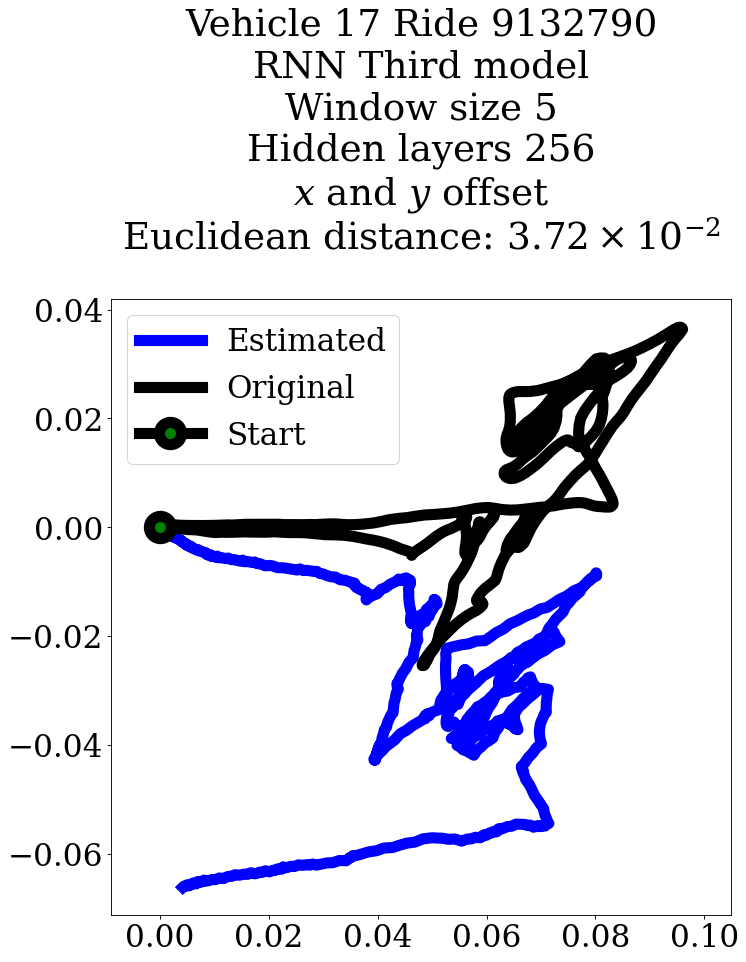 Vehicle 17 Ride 9132790
RNN Third model
Window size 5
Hidden layers 256
x and y offset
Euclidean distance: 3.72 × 10⁻²
Estimated
Original
Start
0.04
0.02
0.00
−0.02
−0.04
−0.06
0.00 0.02 0.04 0.06 0.08 0.10